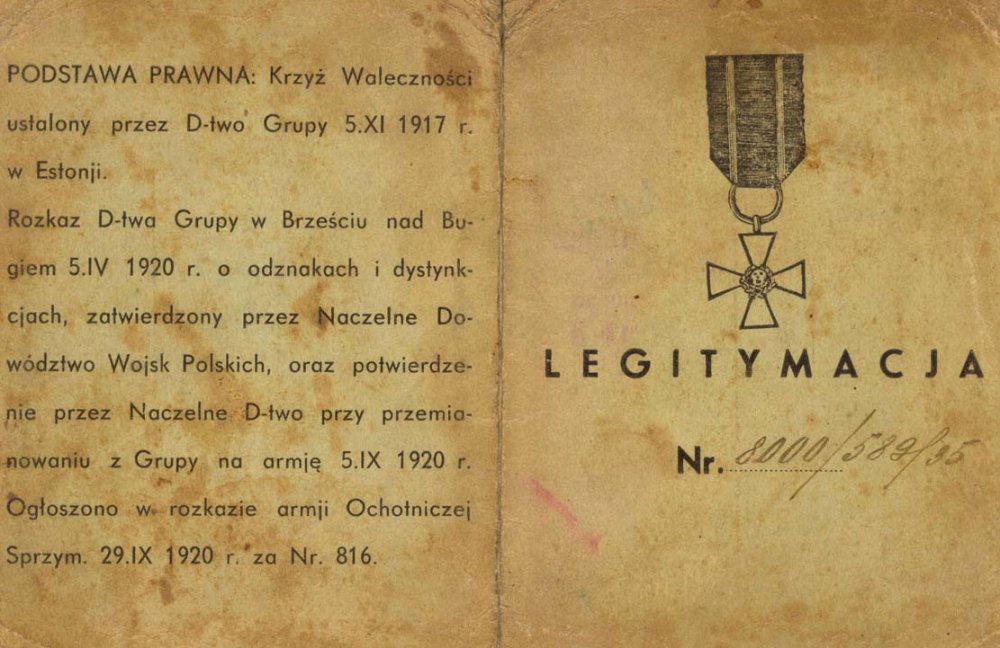 PODSTAWA PRAWNA: Krzyż Waleczności
ustalony przez D-two Grupy 5.XI 1917 r.
w Estonji.
Rozkaz D-twa Grupy w Brześciu nad Bu-
giem 5.IV 1920 r. o odznakach i dystynk-
cjach, zatwierdzony przez Naczelne Do-
wództwo Wojsk Polskich, oraz potwierdze-
nie przez Naczelne D-two przy przemia-
nowaniu z Grupy na armję 5.IX 1920 r.
Ogłoszono w rozkazie armji Ochotniczej
Sprzym. 29.IX 1920 r. za Nr. 816.
LEGITYMACJA
Nr. 8000/589/35